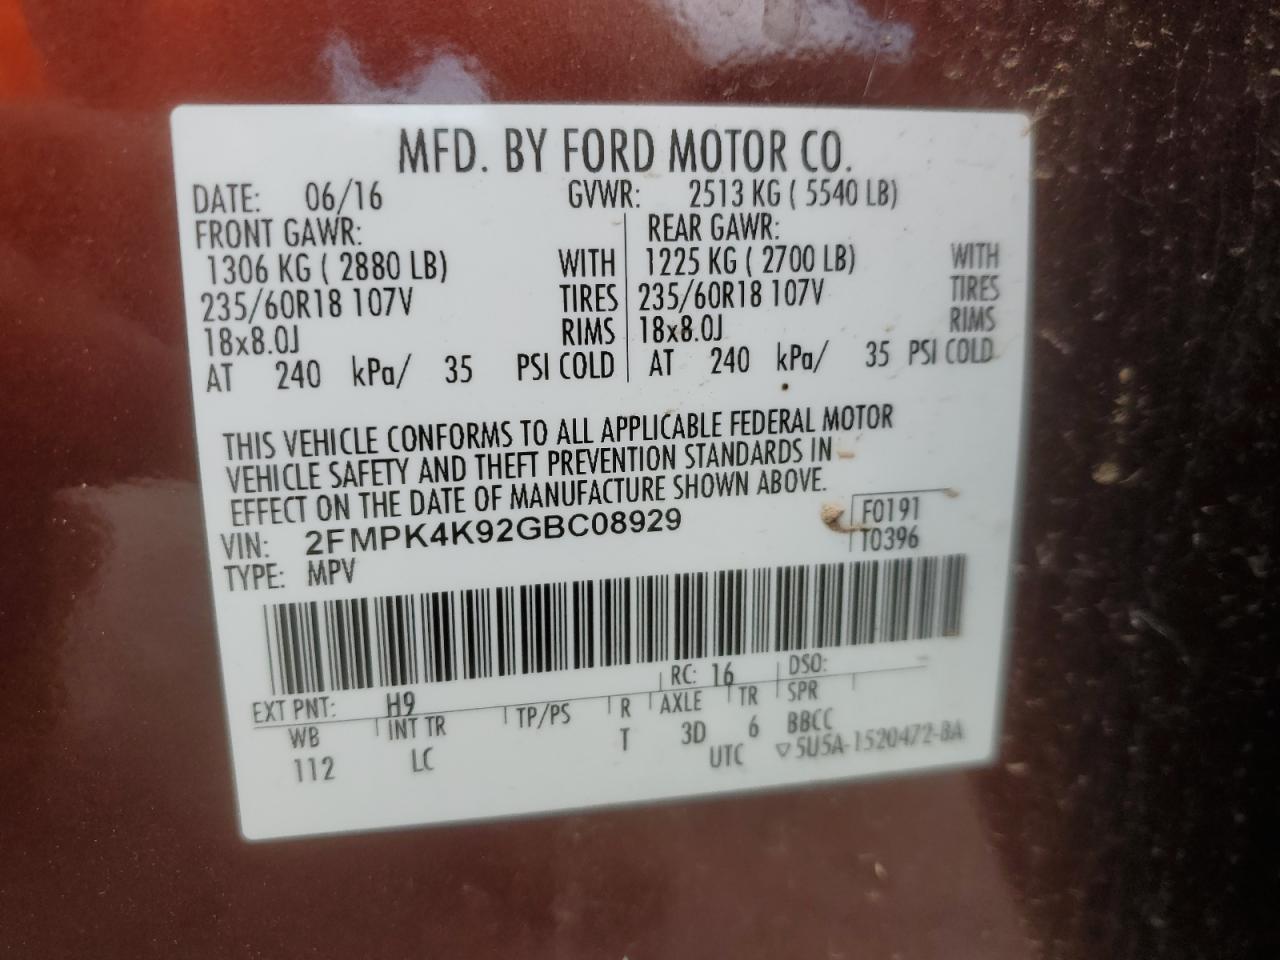 MFD. BY FORD MOTOR CO.
DATE: 06/16 GVWR: 2513 KG ( 5540 LB)
FRONT GAWR: REAR GAWR:
1306 KG ( 2880 LB) WITH 1225 KG ( 2700 LB) WITH
235/60R18 107V TIRES 235/60R18 107V TIRES
18x8.0J RIMS 18x8.0J RIMS
AT 240 kPa/ 35 PSI COLD AT 240 kPa/ 35 PSI COLD
THIS VEHICLE CONFORMS TO ALL APPLICABLE FEDERAL MOTOR
VEHICLE SAFETY AND THEFT PREVENTION STANDARDS IN
EFFECT ON THE DATE OF MANUFACTURE SHOWN ABOVE.
VIN: 2FMPK4K92GBC08929 F0191
TYPE: MPV T0396
EXT PNT: H9 RC: 16 DSO:
WB INT TR TP/PS R AXLE TR SPR
112 LC T 3D 6 BBCC
UTC ▽5U5A-1520472-BA